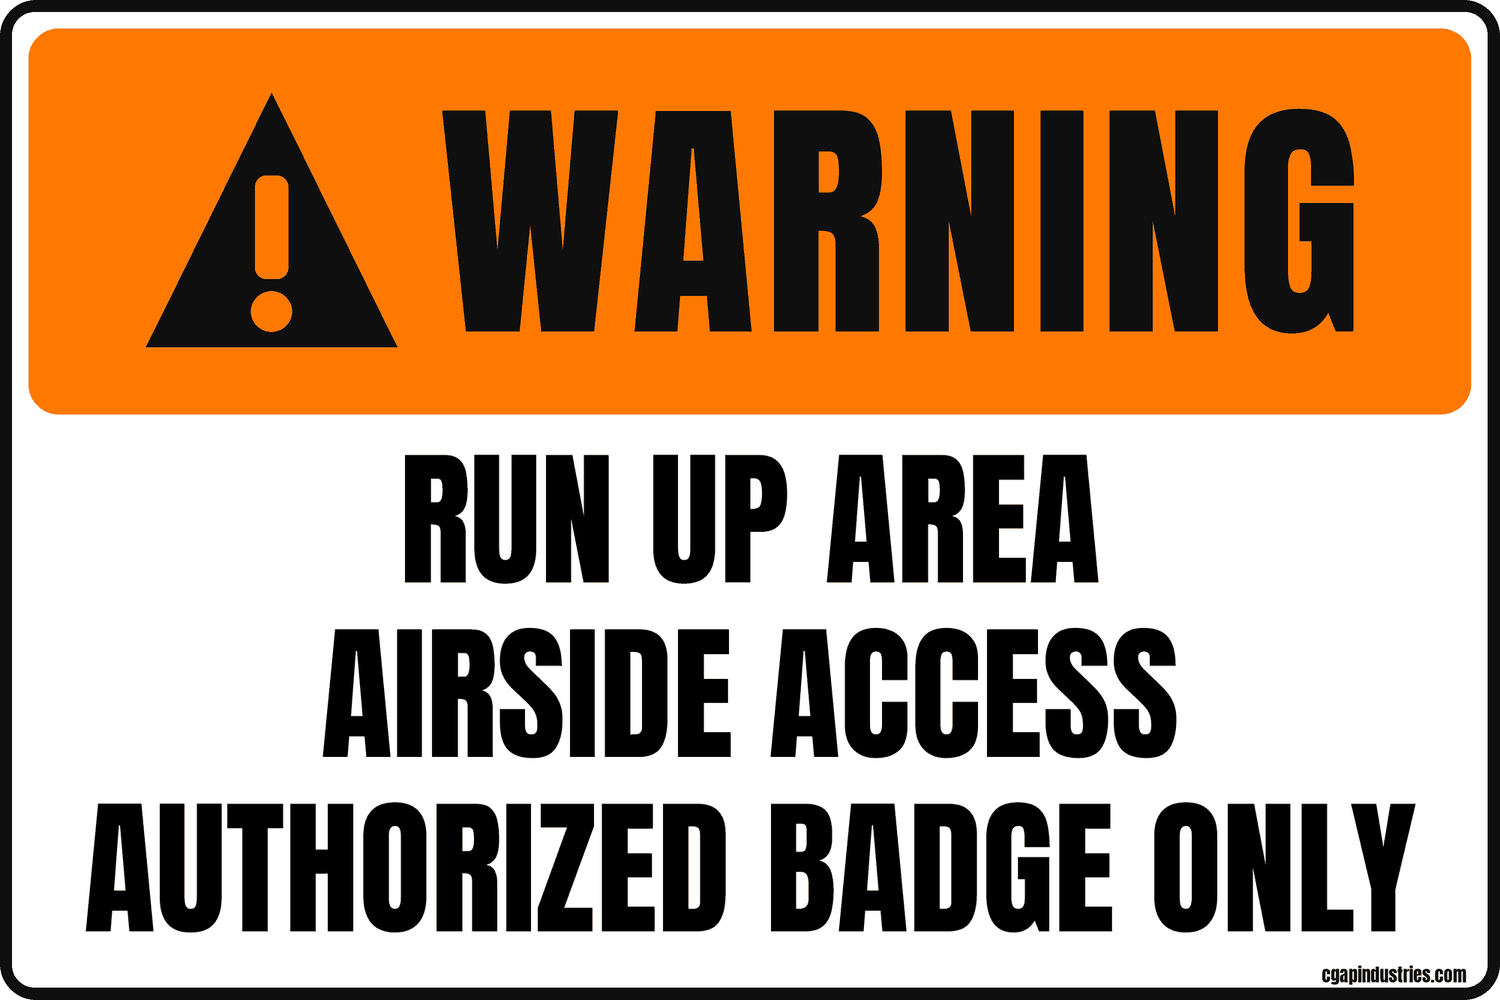 WARNING
RUN UP AREA
AIRSIDE ACCESS
AUTHORIZED BADGE ONLY
cgapindustries.com